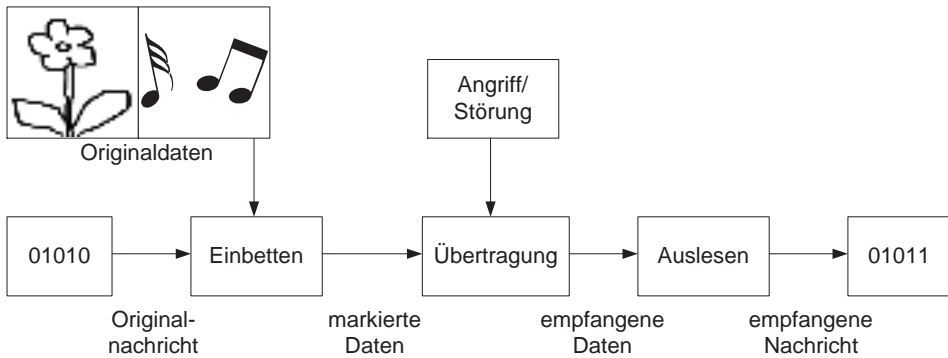 Angriff/
Störung
Originaldaten
01010
Einbetten
Übertragung
Auslesen
01011
Original-
nachricht
markierte
Daten
empfangene
Daten
empfangene
Nachricht